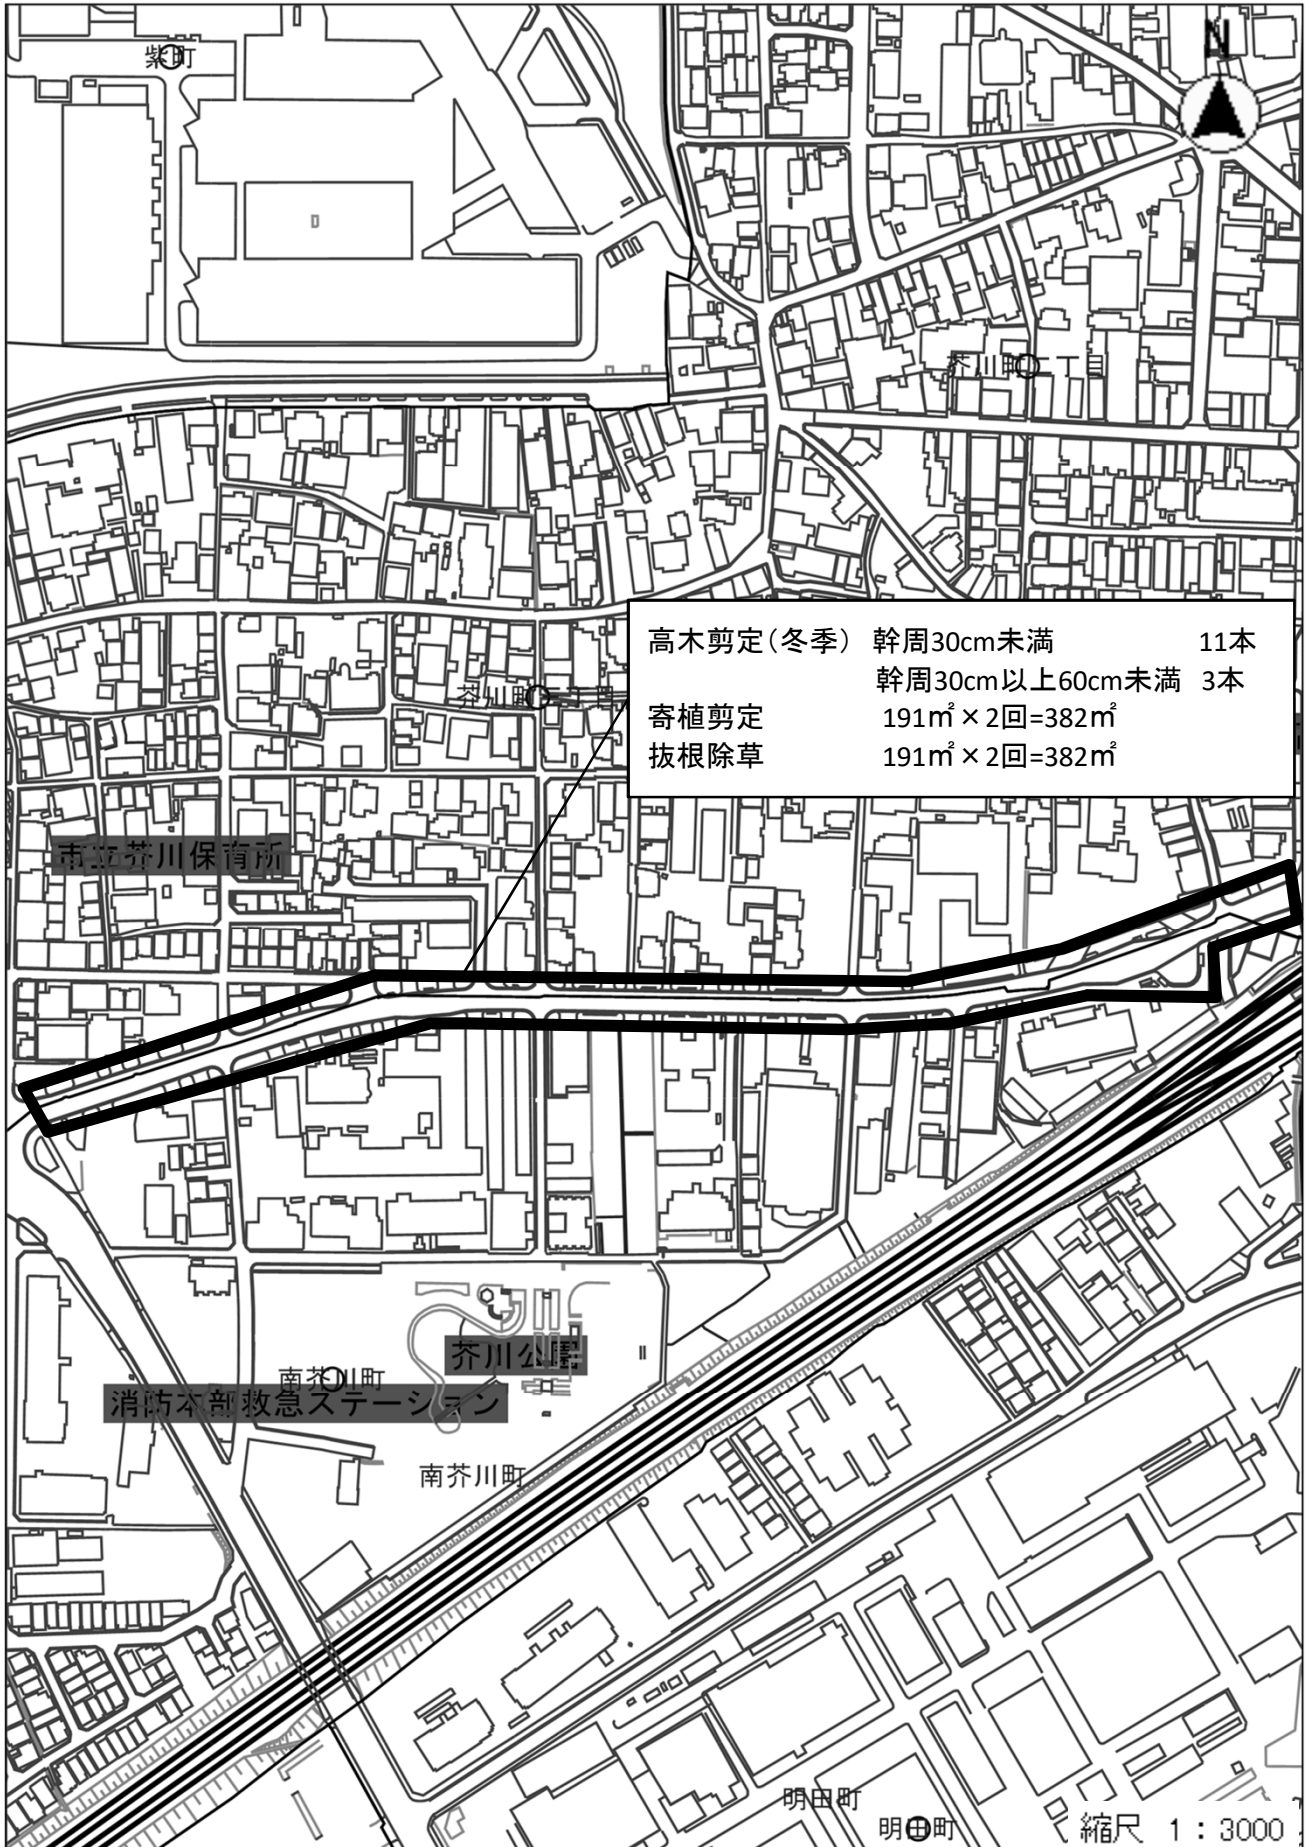 紫町
N
芥川町二丁目
高木剪定(冬季) 幹周30cm未満 11本
幹周30cm以上60cm未満 3本
寄植剪定 191㎡×2回=382㎡
抜根除草 191㎡×2回=382㎡
市立芥川保育所
芥川公園
南芥川町
消防本部救急ステーション
南芥川町
明田町
明田町
縮尺 1:3000